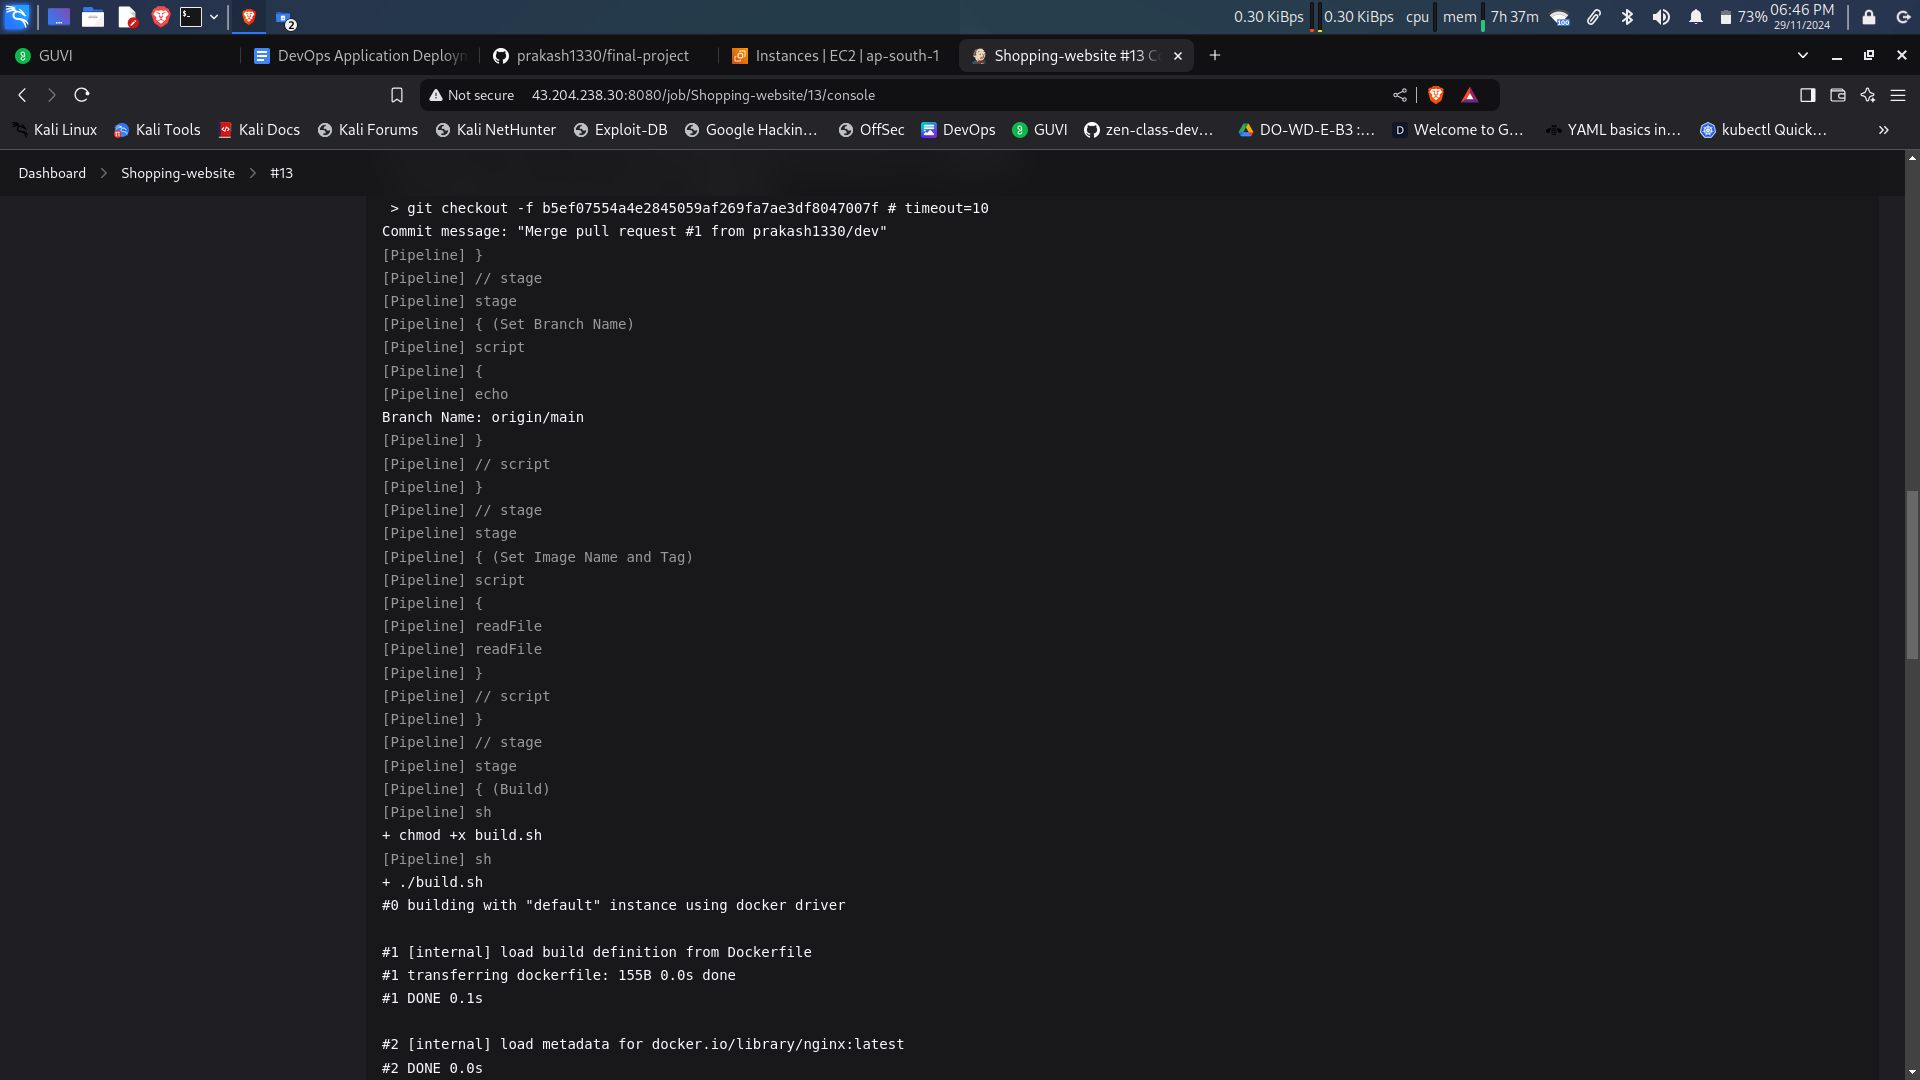 0.30 KiBps 0.30 KiBps cpu mem 7h 37m 100 73% 06:46 PM
29/11/2024
2
GUVI DevOps Application Deploym prakash1330/final-project Instances | EC2 | ap-south-1 Shopping-website #13 Co
Not secure 43.204.238.30:8080/job/Shopping-website/13/console
Kali Linux Kali Tools Kali Docs Kali Forums Kali NetHunter Exploit-DB Google Hackin... OffSec DevOps GUVI zen-class-dev... DO-WD-E-B3 :... Welcome to G... YAML basics in... kubectl Quick...
Dashboard Shopping-website #13
> git checkout -f b5ef07554a4e2845059af269fa7ae3df8047007f # timeout=10
Commit message: "Merge pull request #1 from prakash1330/dev"
[Pipeline] }
[Pipeline] // stage
[Pipeline] stage
[Pipeline] { (Set Branch Name)
[Pipeline] script
[Pipeline] {
[Pipeline] echo
Branch Name: origin/main
[Pipeline] }
[Pipeline] // script
[Pipeline] }
[Pipeline] // stage
[Pipeline] stage
[Pipeline] { (Set Image Name and Tag)
[Pipeline] script
[Pipeline] {
[Pipeline] readFile
[Pipeline] readFile
[Pipeline] }
[Pipeline] // script
[Pipeline] }
[Pipeline] // stage
[Pipeline] stage
[Pipeline] { (Build)
[Pipeline] sh
+ chmod +x build.sh
[Pipeline] sh
+ ./build.sh
#0 building with "default" instance using docker driver
#1 [internal] load build definition from Dockerfile
#1 transferring dockerfile: 155B 0.0s done
#1 DONE 0.1s
#2 [internal] load metadata for docker.io/library/nginx:latest
#2 DONE 0.0s